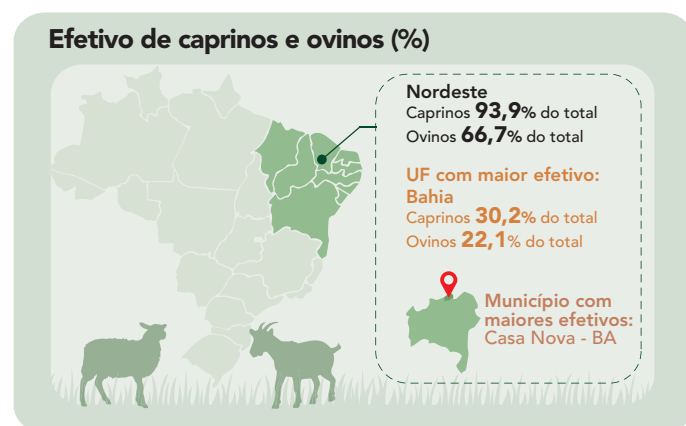 Efetivo de caprinos e ovinos (%)
Nordeste
Caprinos 93,9% do total
Ovinos 66,7% do total
UF com maior efetivo:
Bahia
Caprinos 30,2% do total
Ovinos 22,1% do total
Município com
maiores efetivos:
Casa Nova - BA